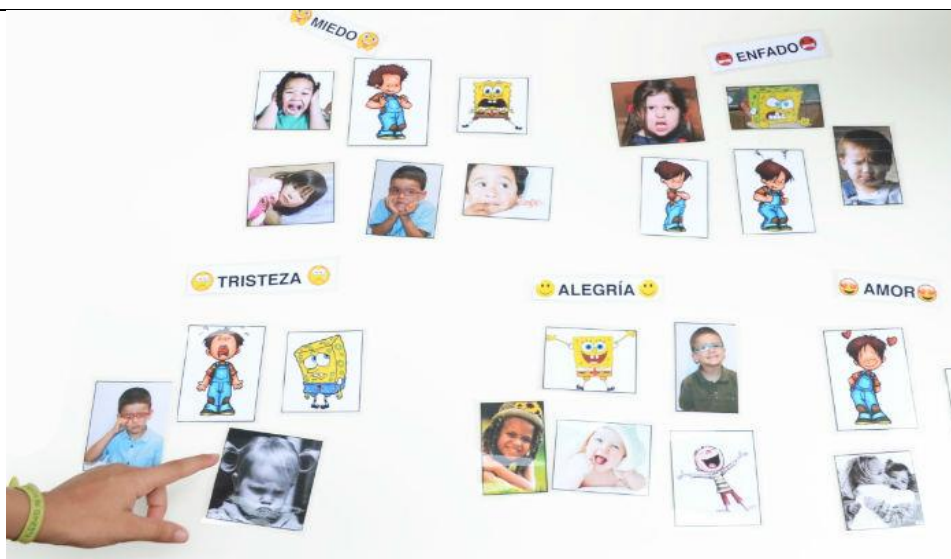 MIEDO
ENFADO
TRISTEZA
ALEGRÍA
AMOR